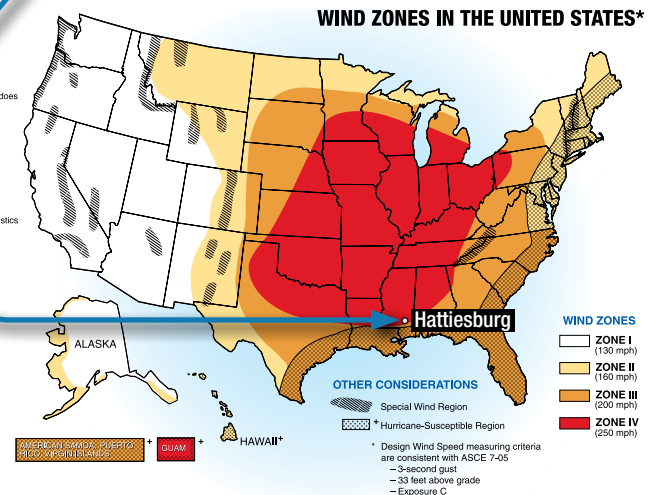 WIND ZONES IN THE UNITED STATES*
does
stics
Hattiesburg
ALASKA
HAWAII+
AMERICAN SAMOA, PUERTO
RICO, VIRGIN ISLANDS
+
GUAM
+
WIND ZONES
ZONE I
(130 mph)
ZONE II
(160 mph)
ZONE III
(200 mph)
ZONE IV
(250 mph)
OTHER CONSIDERATIONS
Special Wind Region
+ Hurricane-Susceptible Region
* Design Wind Speed measuring criteria
are consistent with ASCE 7-05
– 3-second gust
– 33 feet above grade
– Exposure C